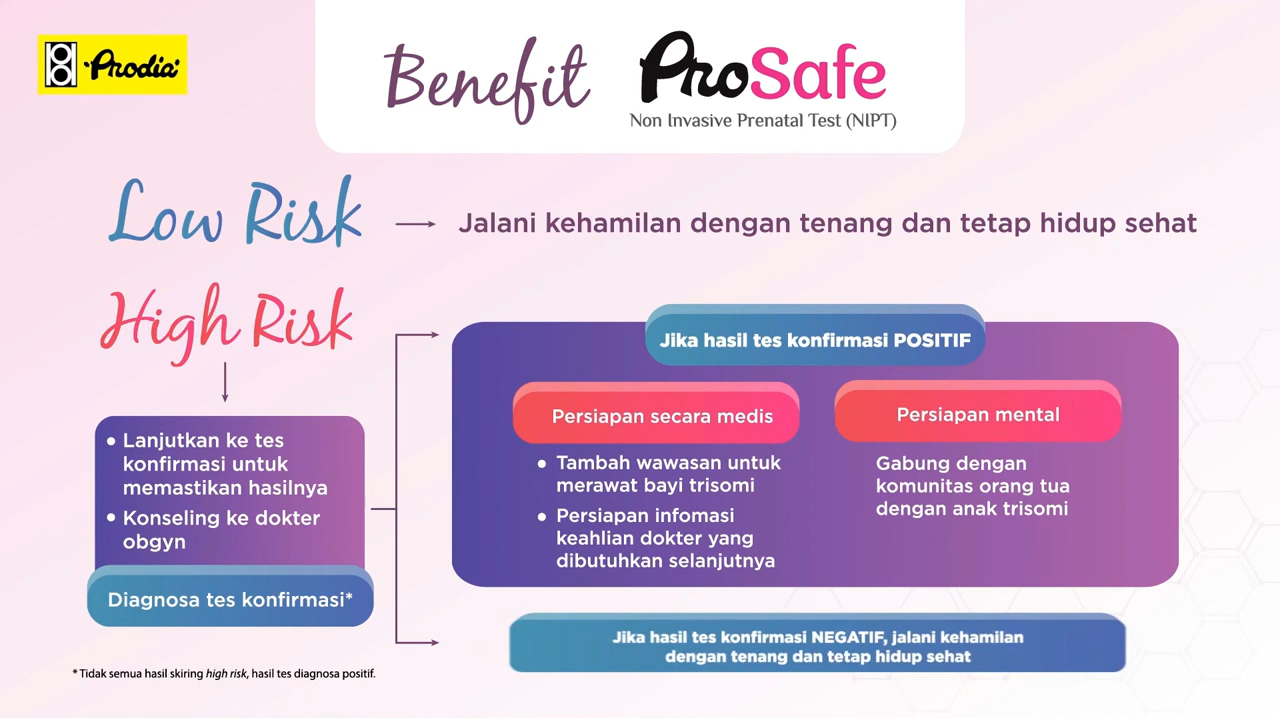 Prodia
Benefit
ProSafe
Non Invasive Prenatal Test (NIPT)
Low Risk
Jalani kehamilan dengan tenang dan tetap hidup sehat
High Risk
• Lanjutkan ke tes
konfirmasi untuk
memastikan hasilnya
• Konseling ke dokter
obgyn
Diagnosa tes konfirmasi*
Jika hasil tes konfirmasi POSITIF
Persiapan secara medis
• Tambah wawasan untuk
merawat bayi trisomi
• Persiapan infomasi
keahlian dokter yang
dibutuhkan selanjutnya
Persiapan mental
Gabung dengan
komunitas orang tua
dengan anak trisomi
Jika hasil tes konfirmasi NEGATIF, jalani kehamilan
dengan tenang dan tetap hidup sehat
* Tidak semua hasil skiring high risk, hasil tes diagnosa positif.